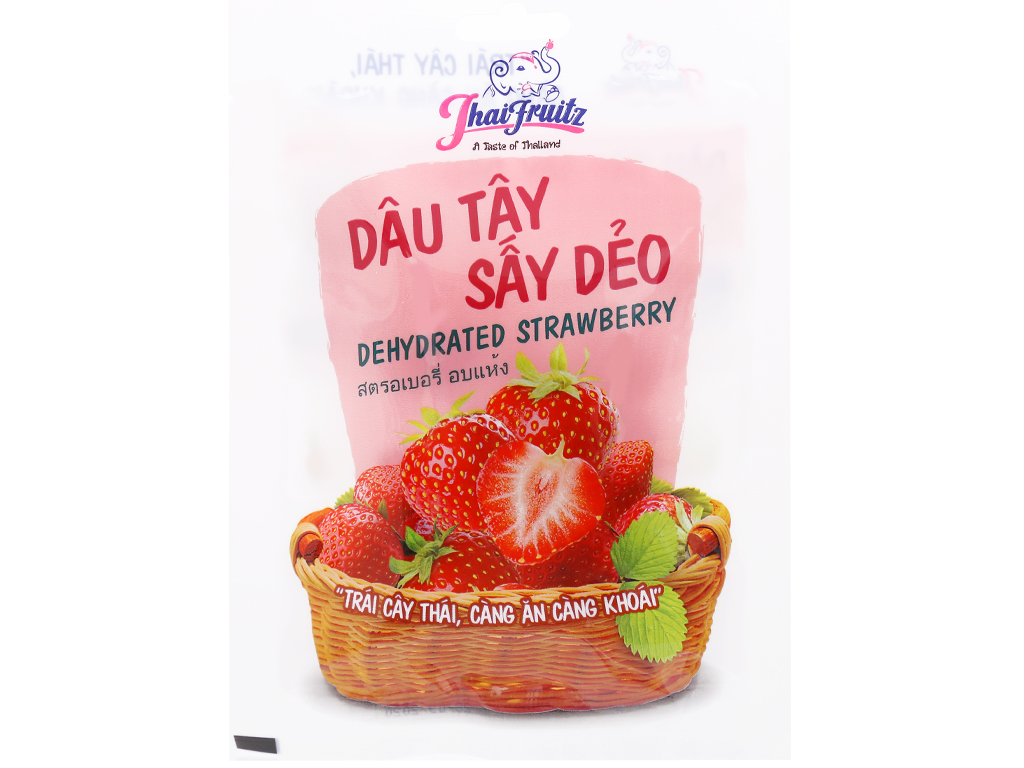 ThaiFruitz
A Taste of Thailand
DÂU TÂY
SẤY DẺO
DEHYDRATED STRAWBERRY
สตรอเบอรี่ อบแห้ง
"TRÁI CÂY THÁI, CÀNG ĂN CÀNG KHOÁI"